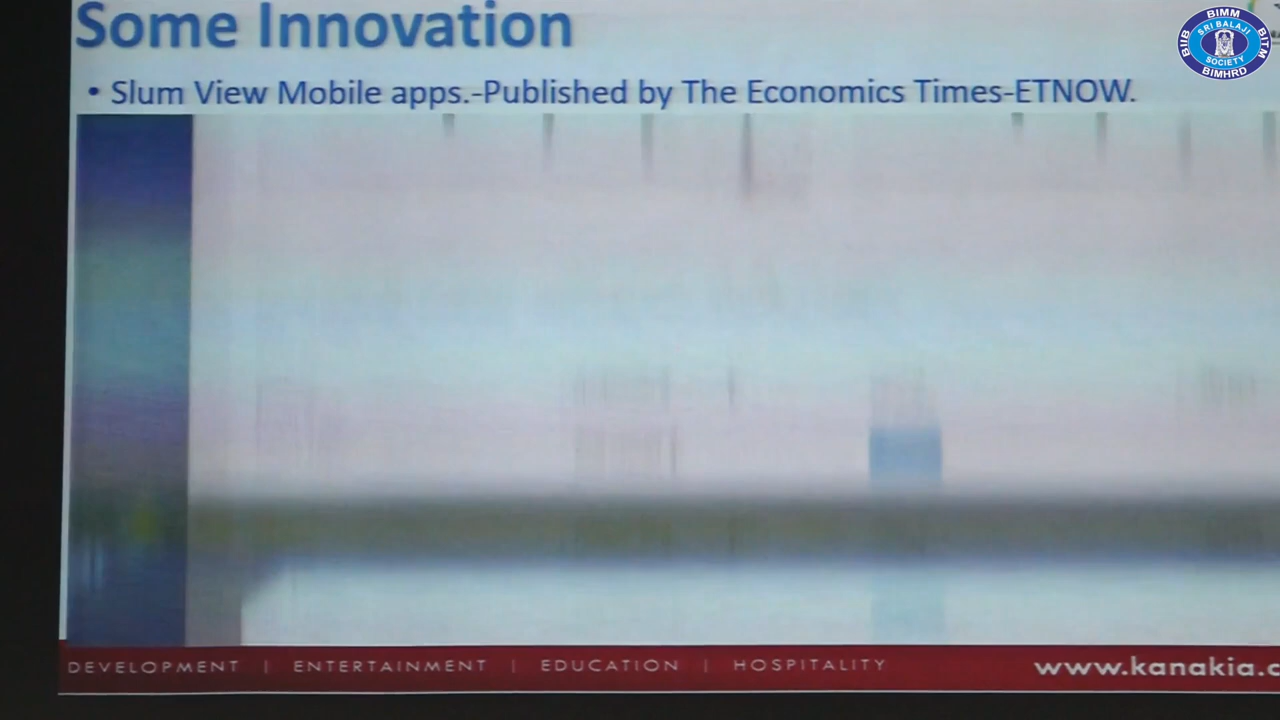 Some Innovation
• Slum View Mobile apps.-Published by The Economics Times-ETNOW.
DEVELOPMENT | ENTERTAINMENT | EDUCATION | HOSPITALITY
www.kanakia.c
BIMM
BIIB
SRI BALAJI
SOCIETY
BITM
BIMHRD